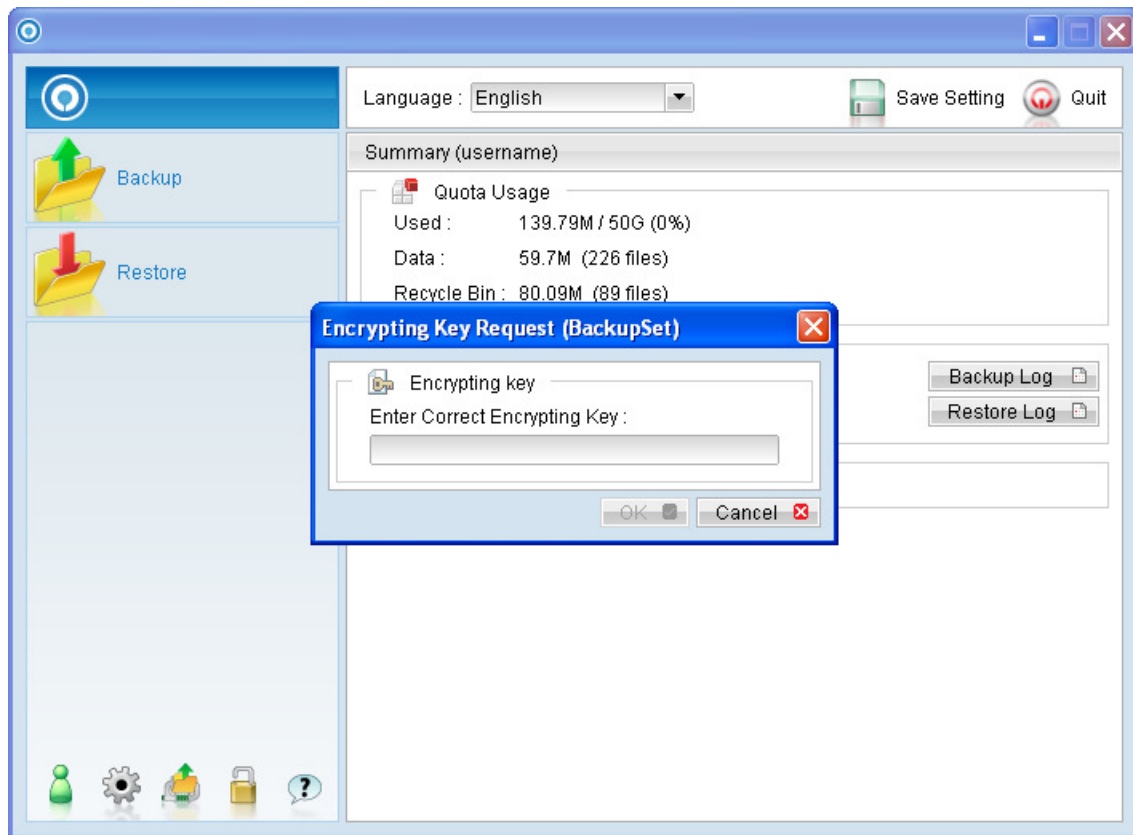 Language : English
Save Setting
Quit
Backup
Restore
Summary (username)
Quota Usage
Used : 139.79M / 50G (0%)
Data : 59.7M (226 files)
Recycle Bin : 80.09M (89 files)
Encrypting Key Request (BackupSet)
Encrypting key
Enter Correct Encrypting Key :
OK
Cancel
Backup Log
Restore Log
?